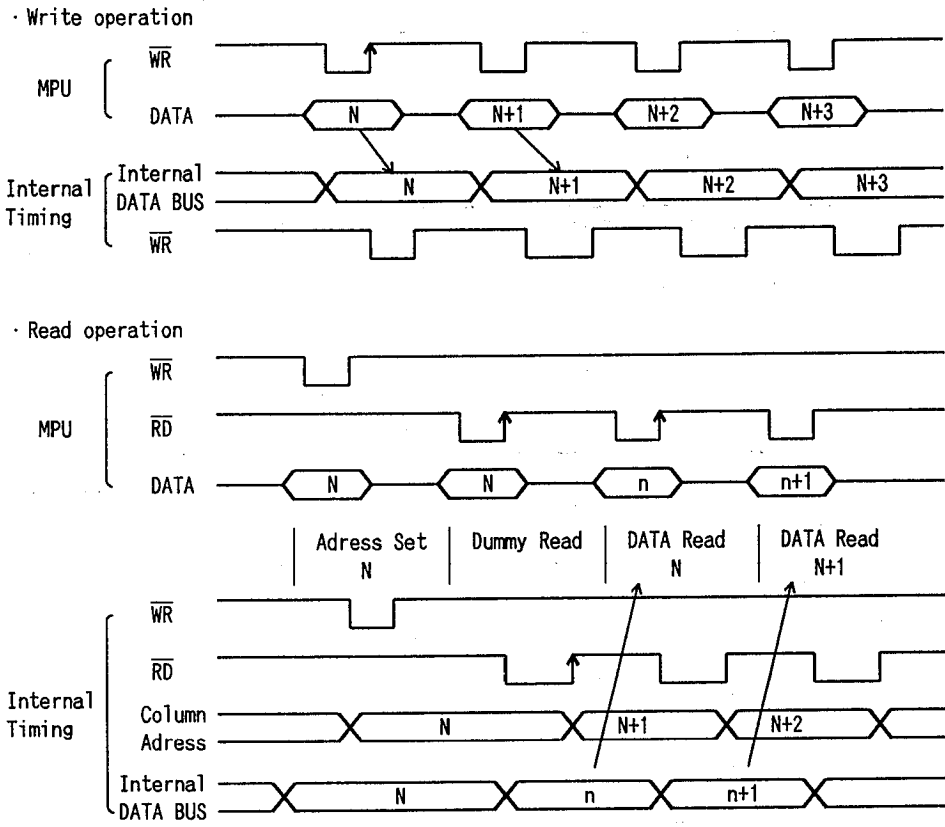 · Write operation
WR
MPU
DATA N N+1 N+2 N+3
Internal Timing
Internal DATA BUS N N+1 N+2 N+3
WR
· Read operation
WR
MPU
RD
DATA N N n n+1
Adress Set N
Dummy Read
DATA Read N
DATA Read N+1
WR
RD
Internal Timing
Column Adress N N+1 N+2
Internal DATA BUS N n n+1